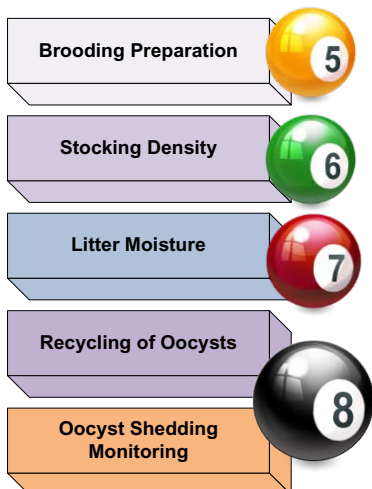 Brooding Preparation
5
Stocking Density
6
Litter Moisture
7
Recycling of Oocysts
8
Oocyst Shedding
Monitoring